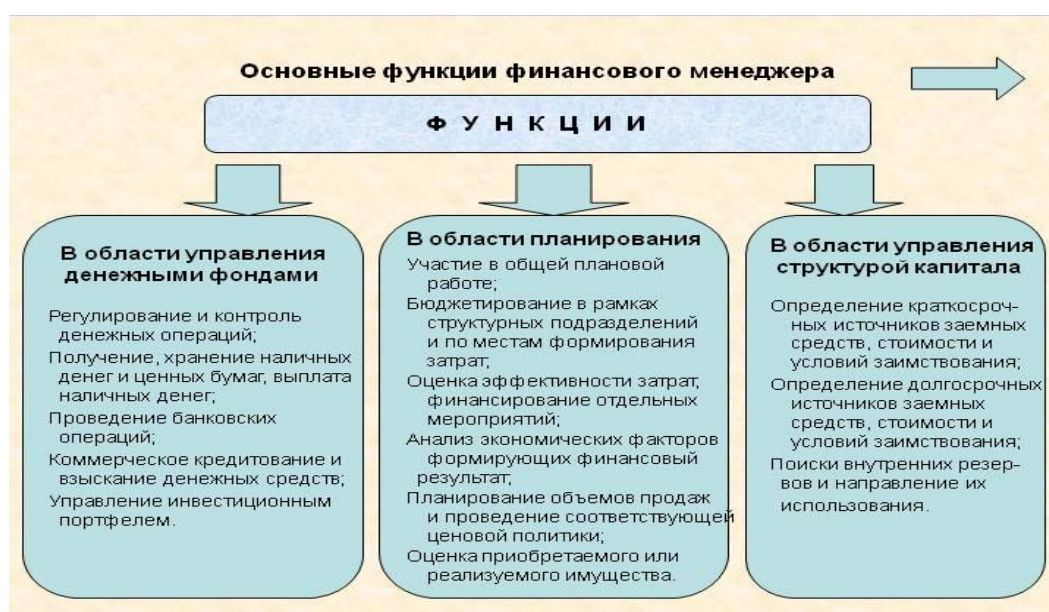 Основные функции финансового менеджера
Ф У Н К Ц И И
В области управления
денежными фондами
Регулирование и контроль
денежных операций;
Получение, хранение наличных
денег и ценных бумаг, выплата
наличных денег;
Проведение банковских
операций;
Коммерческое кредитование и
взыскание денежных средств;
Управление инвестиционным
портфелем.
В области планирования
Участие в общей плановой
работе;
Бюджетирование в рамках
структурных подразделений
и по местам формирования
затрат;
Оценка эффективности затрат,
финансирование отдельных
мероприятий;
Анализ экономических факторов
формирующих финансовый
результат;
Планирование объемов продаж
и проведение соответствующей
ценовой политики;
Оценка приобретаемого или
реализуемого имущества.
В области управления
структурой капитала
Определение краткосроч-
ных источников заемных
средств, стоимости и
условий заимствования;
Определение долгосрочных
источников заемных
средств, стоимости и
условий заимствования;
Поиски внутренних резер-
вов и направление их
использования.